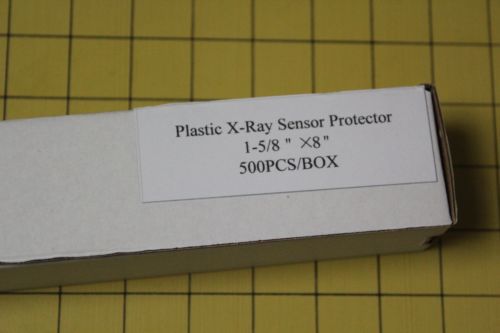 Plastic X-Ray Sensor Protector
1-5/8 " ×8"
500PCS/BOX